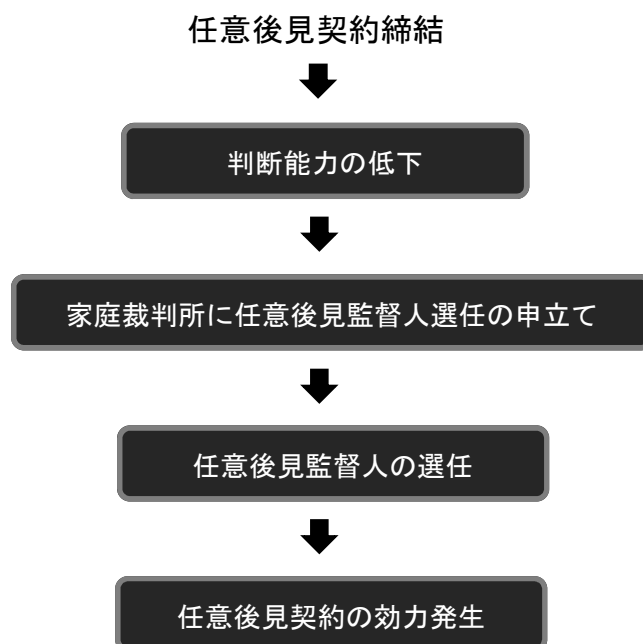 任意後見契約締結
判断能力の低下
家庭裁判所に任意後見監督人選任の申立て
任意後見監督人の選任
任意後見契約の効力発生